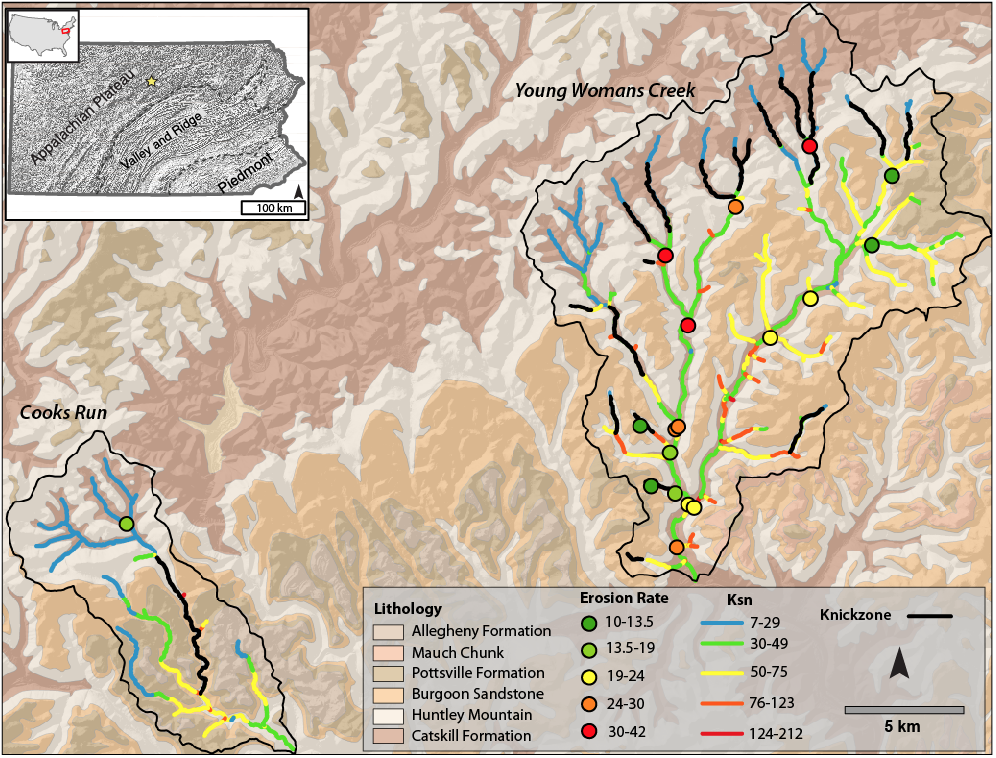 Appalachian Plateau
Valley and Ridge
Piedmont
100 km
Young Womans Creek
Cooks Run
Lithology
Allegheny Formation
Mauch Chunk
Pottsville Formation
Burgoon Sandstone
Huntley Mountain
Catskill Formation
Erosion Rate
10-13.5
13.5-19
19-24
24-30
30-42
Ksn
7-29
30-49
50-75
76-123
124-212
Knickzone
5 km